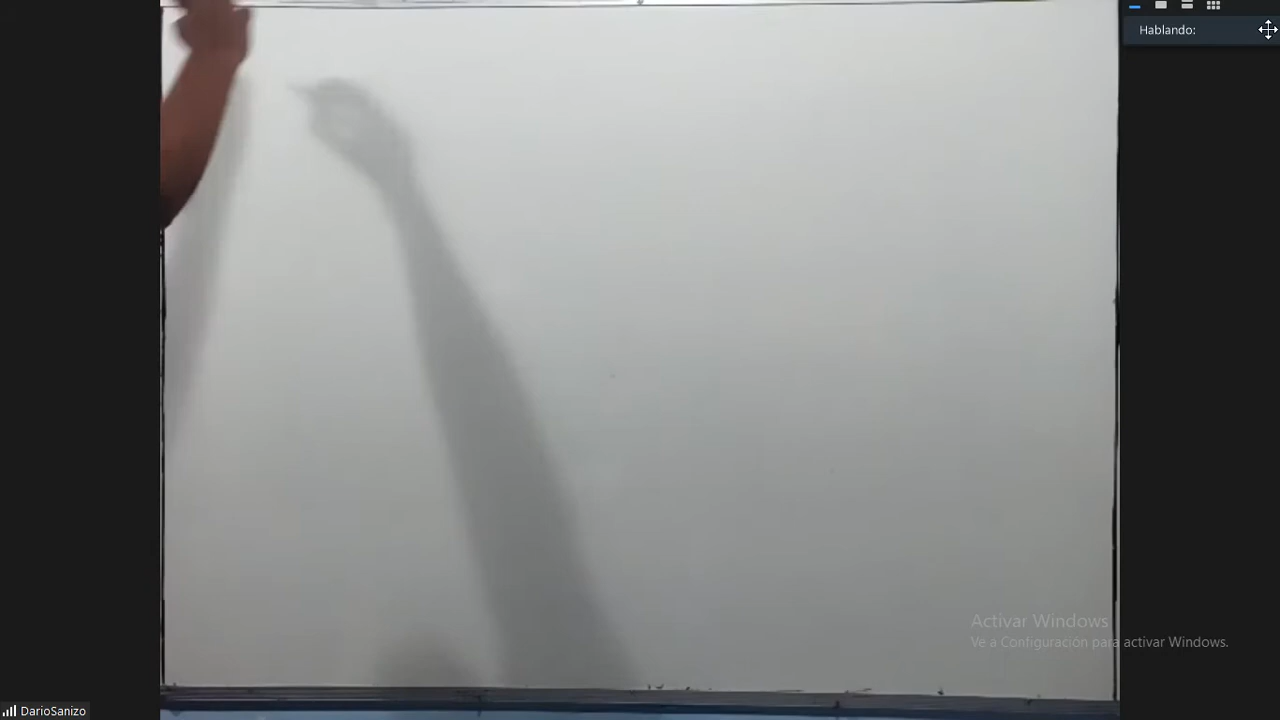 Hablando:
Activar Windows
Ve a Configuración para activar Windows.
DarioSanizo